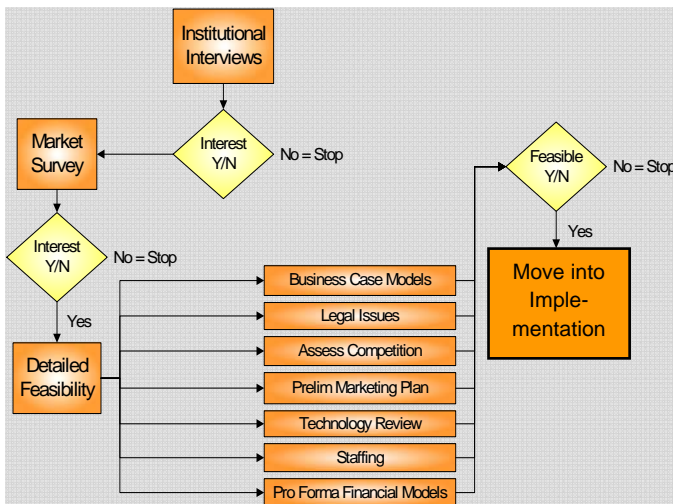 Institutional
Interviews
Interest
Y/N
No = Stop
Market
Survey
Interest
Y/N
No = Stop
Yes
Detailed
Feasibility
Business Case Models
Legal Issues
Assess Competition
Prelim Marketing Plan
Technology Review
Staffing
Pro Forma Financial Models
Feasible
Y/N
No = Stop
Yes
Move into
Imple-
mentation